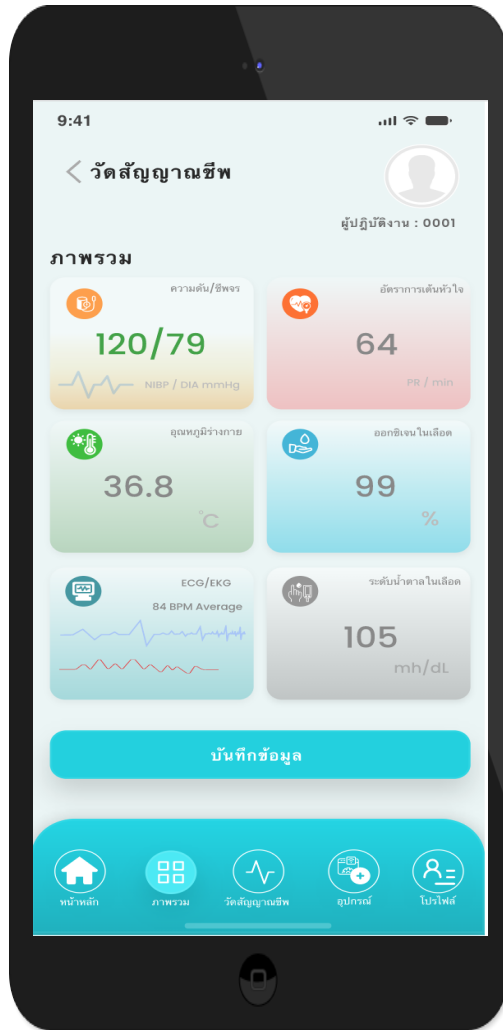 9:41
วัดสัญญาณชีพ
ผู้ปฎิบัติงาน : 0001
ภาพรวม
ความดัน/ชีพจร
120/79
NIBP / DIA mmHg
อัตราการเต้นหัวใจ
64
PR / min
อุณหภูมิร่างกาย
36.8
°C
ออกซิเจนในเลือด
99
%
ECG/EKG
84 BPM Average
ระดับน้ำตาลในเลือด
105
mh/dL
บันทึกข้อมูล
หน้าหลัก
ภาพรวม
วัดสัญญาณชีพ
อุปกรณ์
โปรไฟล์